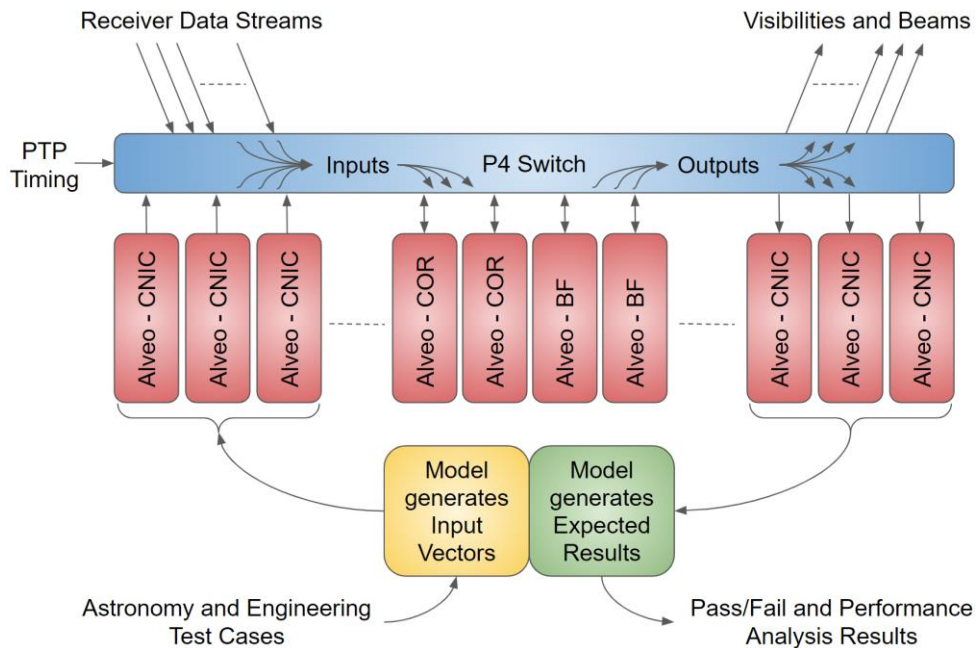 Receiver Data Streams
Visibilities and Beams
PTP
Timing
Inputs
P4 Switch
Outputs
Alveo - CNIC
Alveo - CNIC
Alveo - CNIC
Alveo - COR
Alveo - COR
Alveo - BF
Alveo - BF
Alveo - CNIC
Alveo - CNIC
Alveo - CNIC
Model
generates
Input
Vectors
Model
generates
Expected
Results
Astronomy and Engineering
Test Cases
Pass/Fail and Performance
Analysis Results